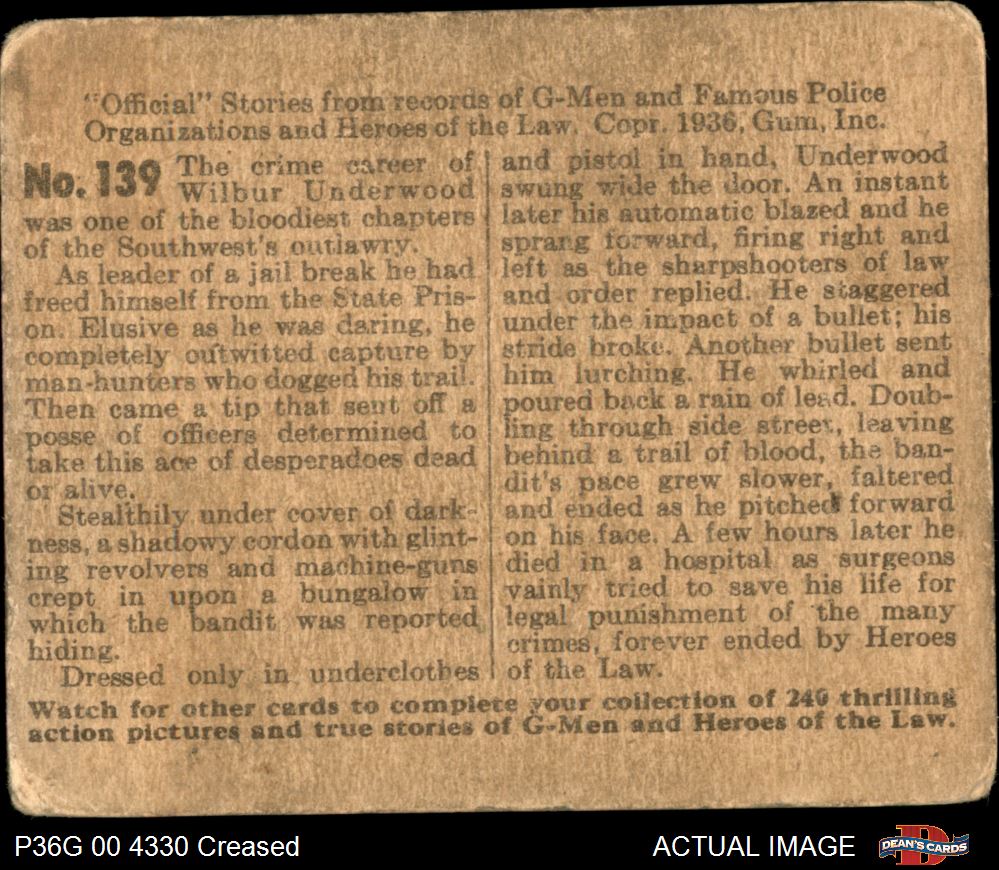 "Official" Stories from records of G-Men and Famous Police
Organizations and Heroes of the Law. Copr. 1936, Gum, Inc.
No. 139 The crime career of
Wilbur Underwood
was one of the bloodiest chapters
of the Southwest's outlawry.
As leader of a jail break he had
freed himself from the State Pris-
on. Elusive as he was daring, he
completely outwitted capture by
man-hunters who dogged his trail.
Then came a tip that sent off a
posse of officers determined to
take this ace of desperadoes dead
or alive.
Stealthily under cover of dark-
ness, a shadowy cordon with glint-
ing revolvers and machine-guns
crept in upon a bungalow in
which the bandit was reported
hiding.
Dressed only in underclothes
and pistol in hand, Underwood
swung wide the door. An instant
later his automatic blazed and he
sprang forward, firing right and
left as the sharpshooters of law
and order replied. He staggered
under the impact of a bullet; his
stride broke. Another bullet sent
him lurching. He whirled and
poured back a rain of lead. Doub-
ling through side street, leaving
behind a trail of blood, the ban-
dit's pace grew slower, faltered
and ended as he pitched forward
on his face. A few hours later he
died in a hospital as surgeons
vainly tried to save his life for
legal punishment of the many
crimes, forever ended by Heroes
of the Law.
Watch for other cards to complete your collection of 240 thrilling
action pictures and true stories of G-Men and Heroes of the Law.
P36G 00 4330 Creased
ACTUAL IMAGE
D
DEAN'S CARDS